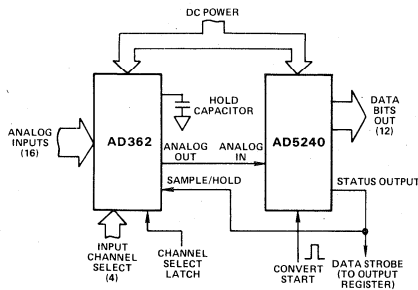 DC POWER
HOLD
CAPACITOR
DATA
BITS
OUT
(12)
ANALOG
INPUTS
(16)
AD362
ANALOG
OUT
ANALOG
IN
AD5240
SAMPLE/HOLD
STATUS OUTPUT
INPUT
CHANNEL
SELECT
(4)
CHANNEL
SELECT
LATCH
CONVERT
START
DATA STROBE
(TO OUTPUT
REGISTER)